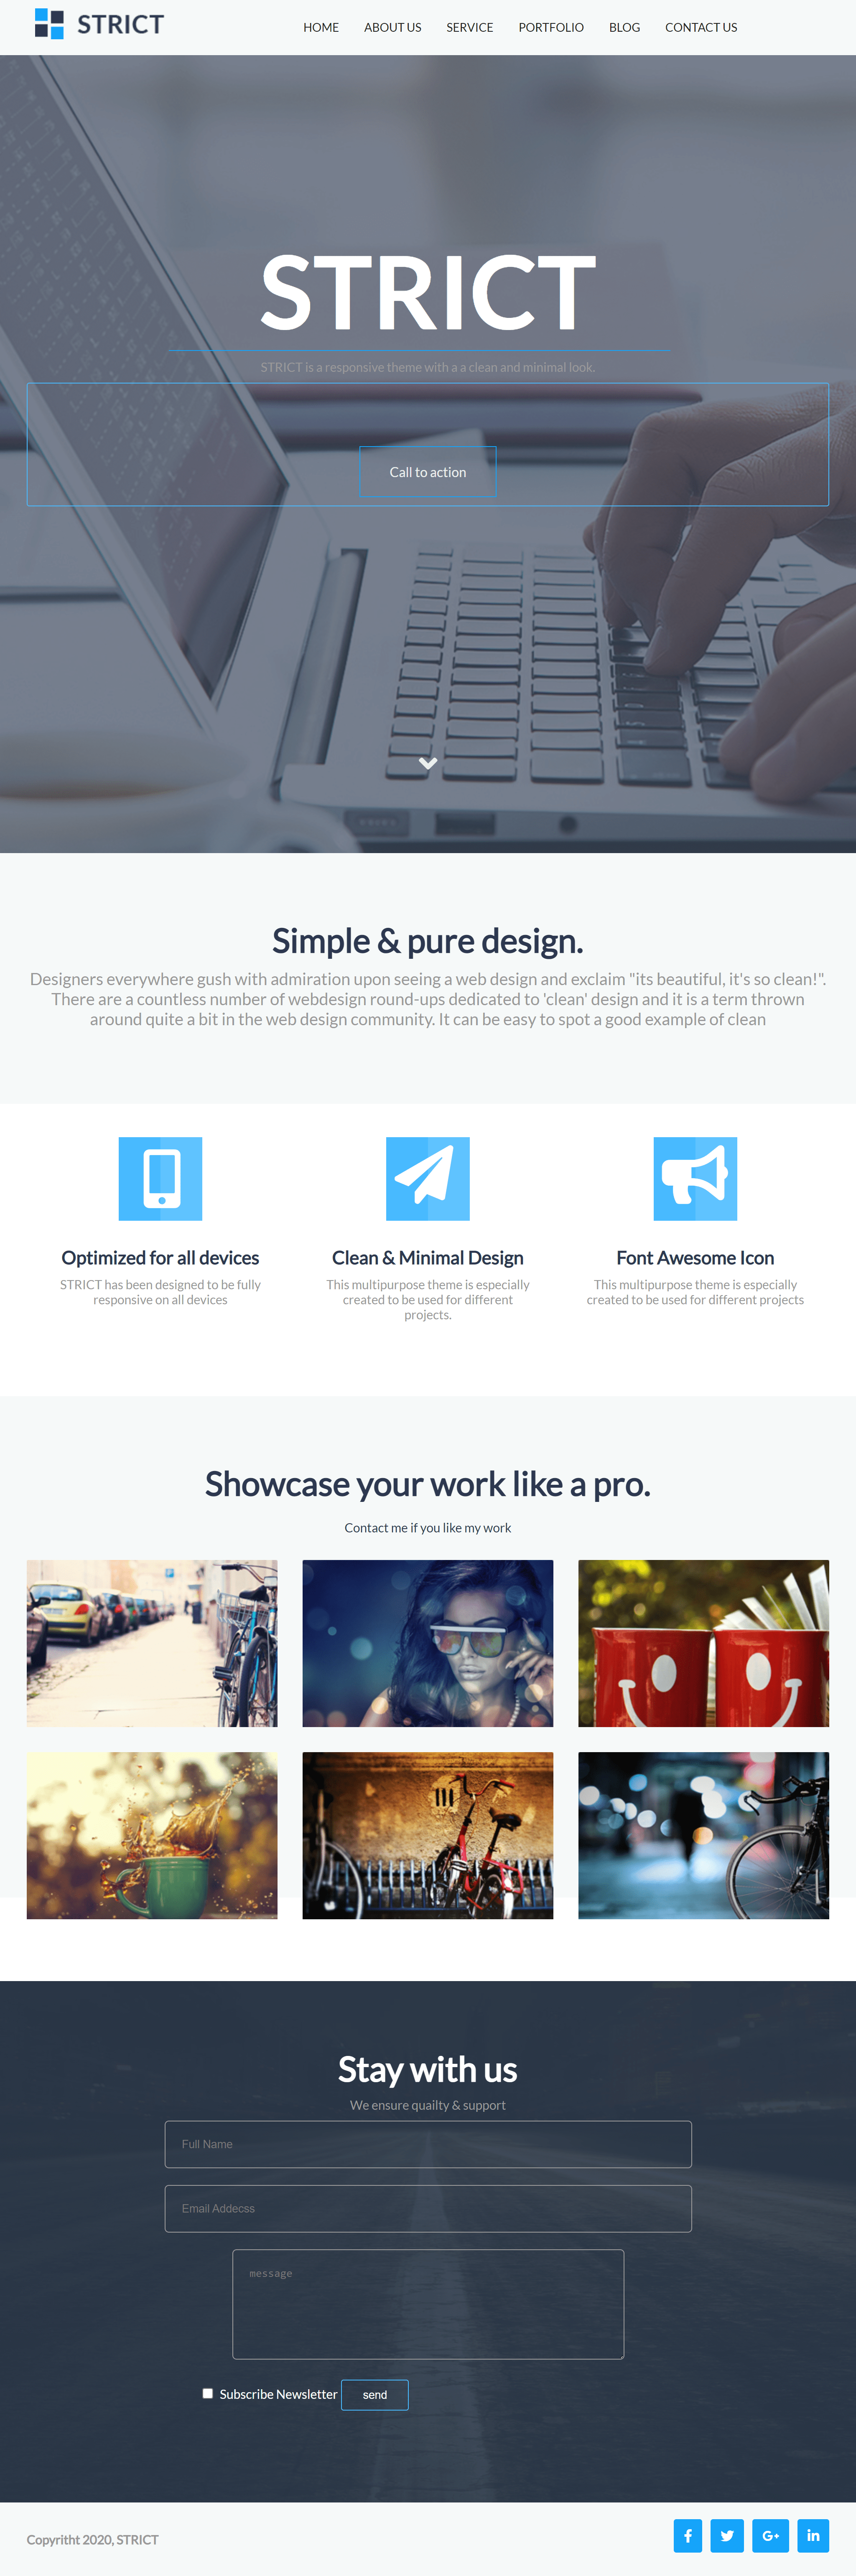 STRICT
HOME ABOUT US SERVICE PORTFOLIO BLOG CONTACT US
STRICT
STRICT is a responsive theme with a a clean and minimal look.
Call to action
Simple & pure design.
Designers everywhere gush with admiration upon seeing a web design and exclaim "its beautiful, it's so clean!".
There are a countless number of webdesign round-ups dedicated to 'clean' design and it is a term thrown
around quite a bit in the web design community. It can be easy to spot a good example of clean
Optimized for all devices
STRICT has been designed to be fully
responsive on all devices
Clean & Minimal Design
This multipurpose theme is especially
created to be used for different
projects.
Font Awesome Icon
This multipurpose theme is especially
created to be used for different projects
Showcase your work like a pro.
Contact me if you like my work
Stay with us
We ensure quailty & support
Full Name
Email Addecss
message
Subscribe Newsletter send
Copyritht 2020, STRICT